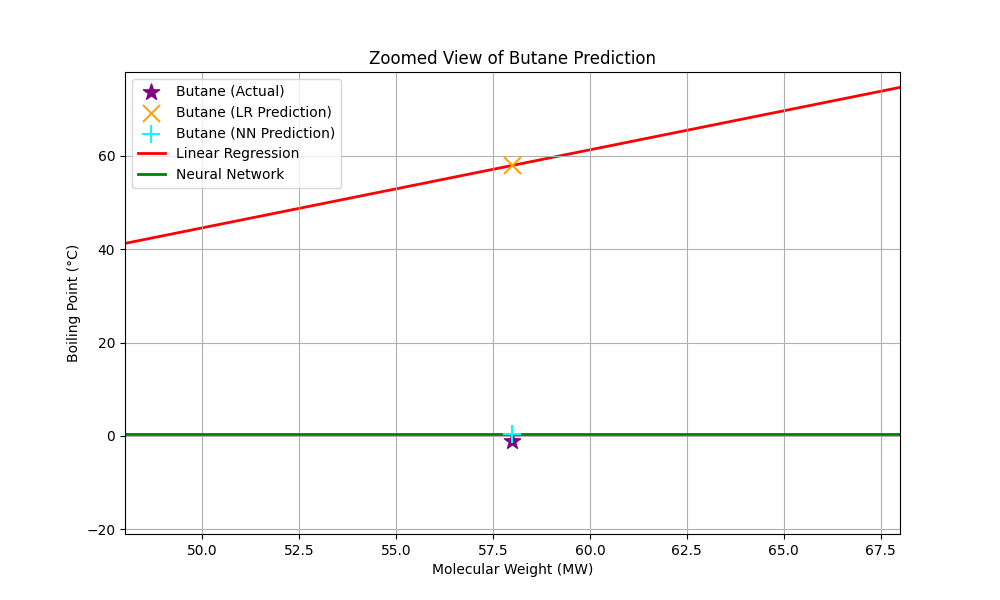 Zoomed View of Butane Prediction
Butane (Actual)
Butane (LR Prediction)
Butane (NN Prediction)
Linear Regression
Neural Network
Boiling Point (°C)
60
40
20
0
−20
50.0 52.5 55.0 57.5 60.0 62.5 65.0 67.5
Molecular Weight (MW)